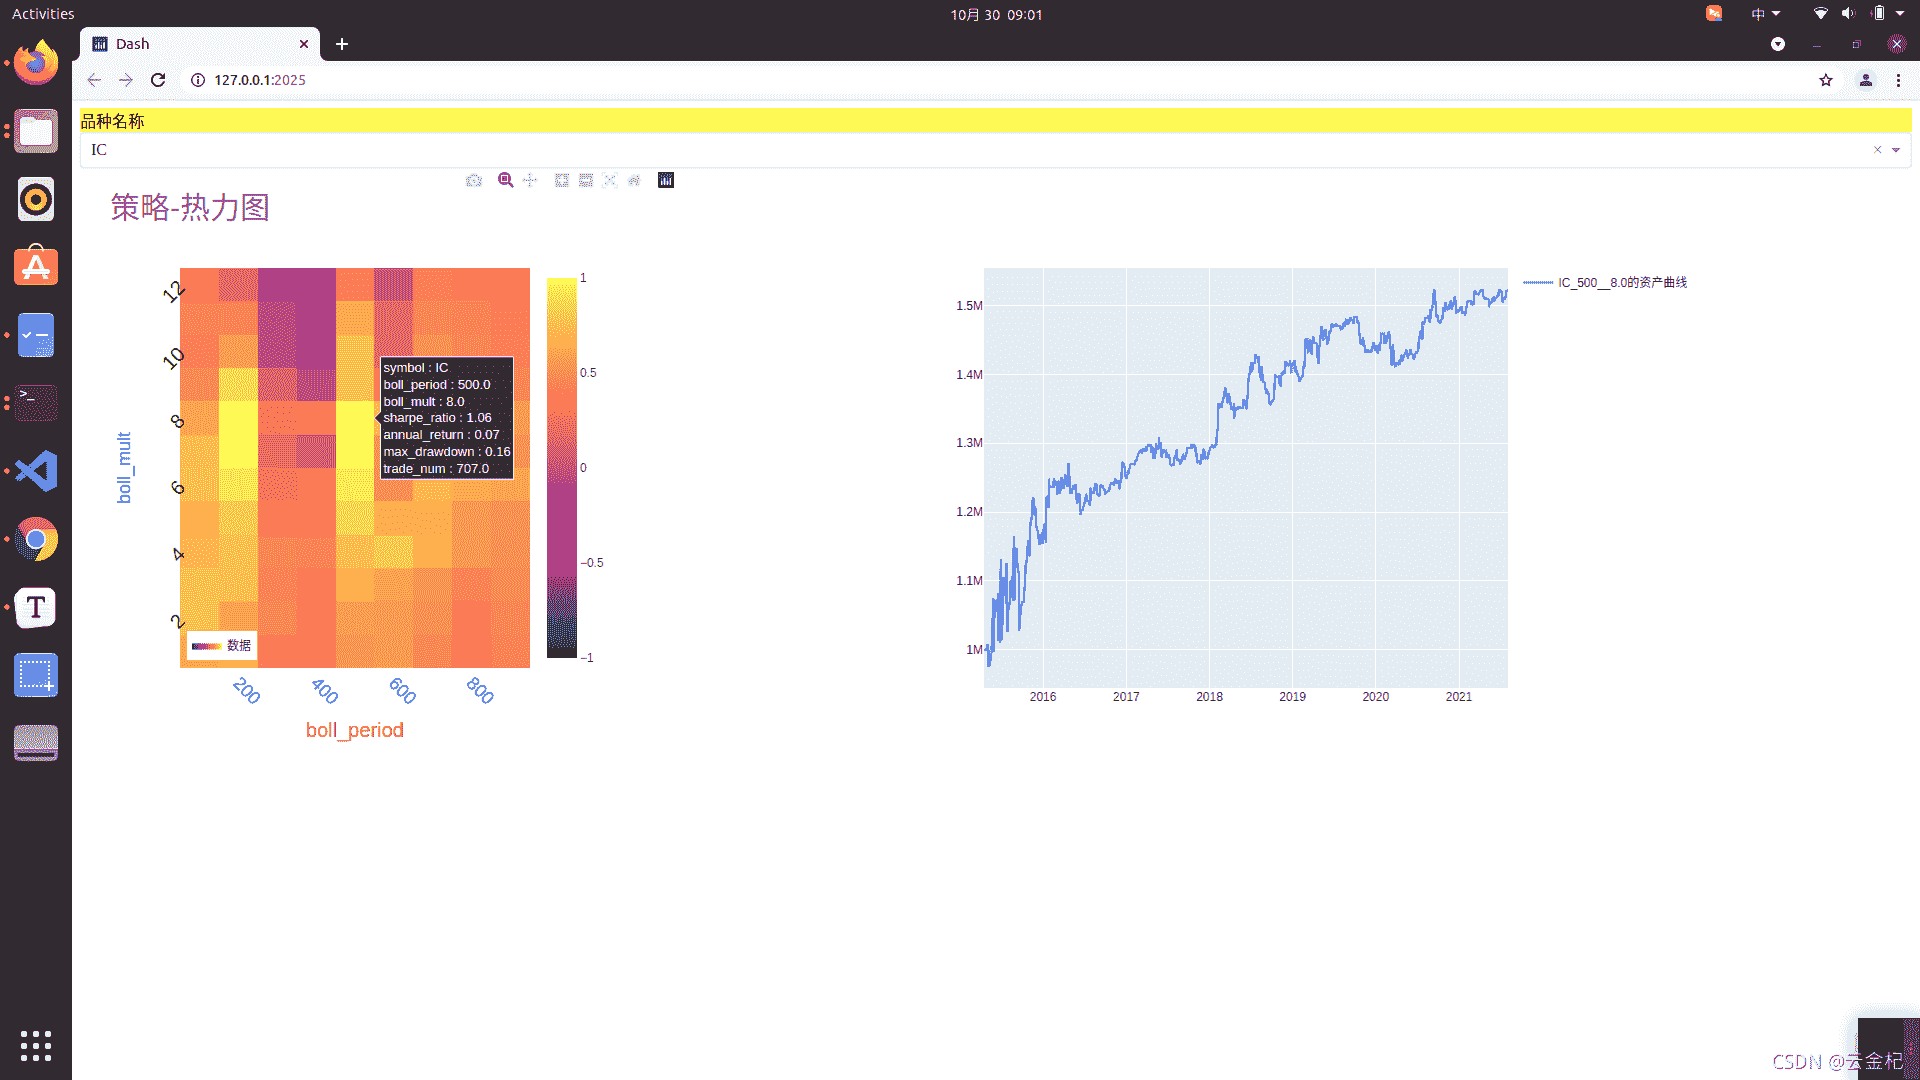 Activities
10月 30 09:01
中
Dash
127.0.0.1:2025
品种名称
IC
策略-热力图
12
10
8
6
4
2
boll_mult
200
400
600
800
boll_period
数据
symbol : IC
boll_period : 500.0
boll_mult : 8.0
sharpe_ratio : 1.06
annual_return : 0.07
max_drawdown : 0.16
trade_num : 707.0
1
0.5
0
−0.5
−1
1.5M
1.4M
1.3M
1.2M
1.1M
1M
2016
2017
2018
2019
2020
2021
IC_500__8.0的资产曲线
CSDN @云金杞